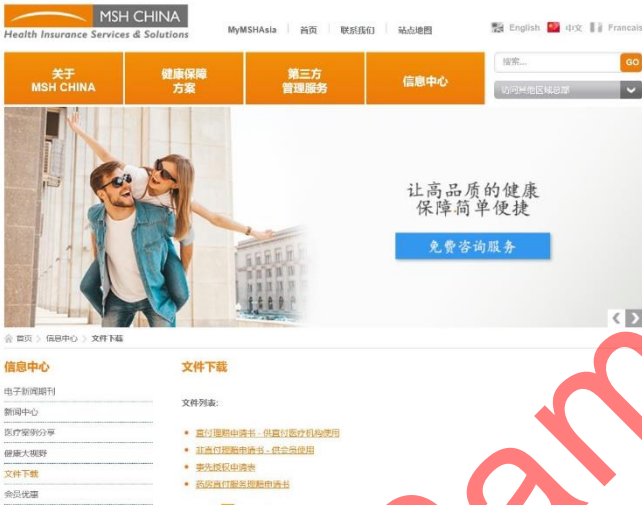 MSH CHINA
Health Insurance Services & Solutions
MyMSHAsia 首页 联系我们 站点地图
English 中文 Francais
关于
MSH CHINA
健康保障
方案
第三方
管理服务
信息中心
搜索...
GO
访问其他区域总部
让高品质的健康
保障简单便捷
免费咨询服务
首页 > 信息中心 > 文件下载
信息中心
电子新闻期刊
新闻中心
医疗案例分享
健康大视野
文件下载
会员优惠
文件下载
文件列表:
直付理赔申请书 - 供直付医疗机构使用
非直付理赔申请书 - 供会员使用
事先授权申请表
药房直付服务理赔申请书
am